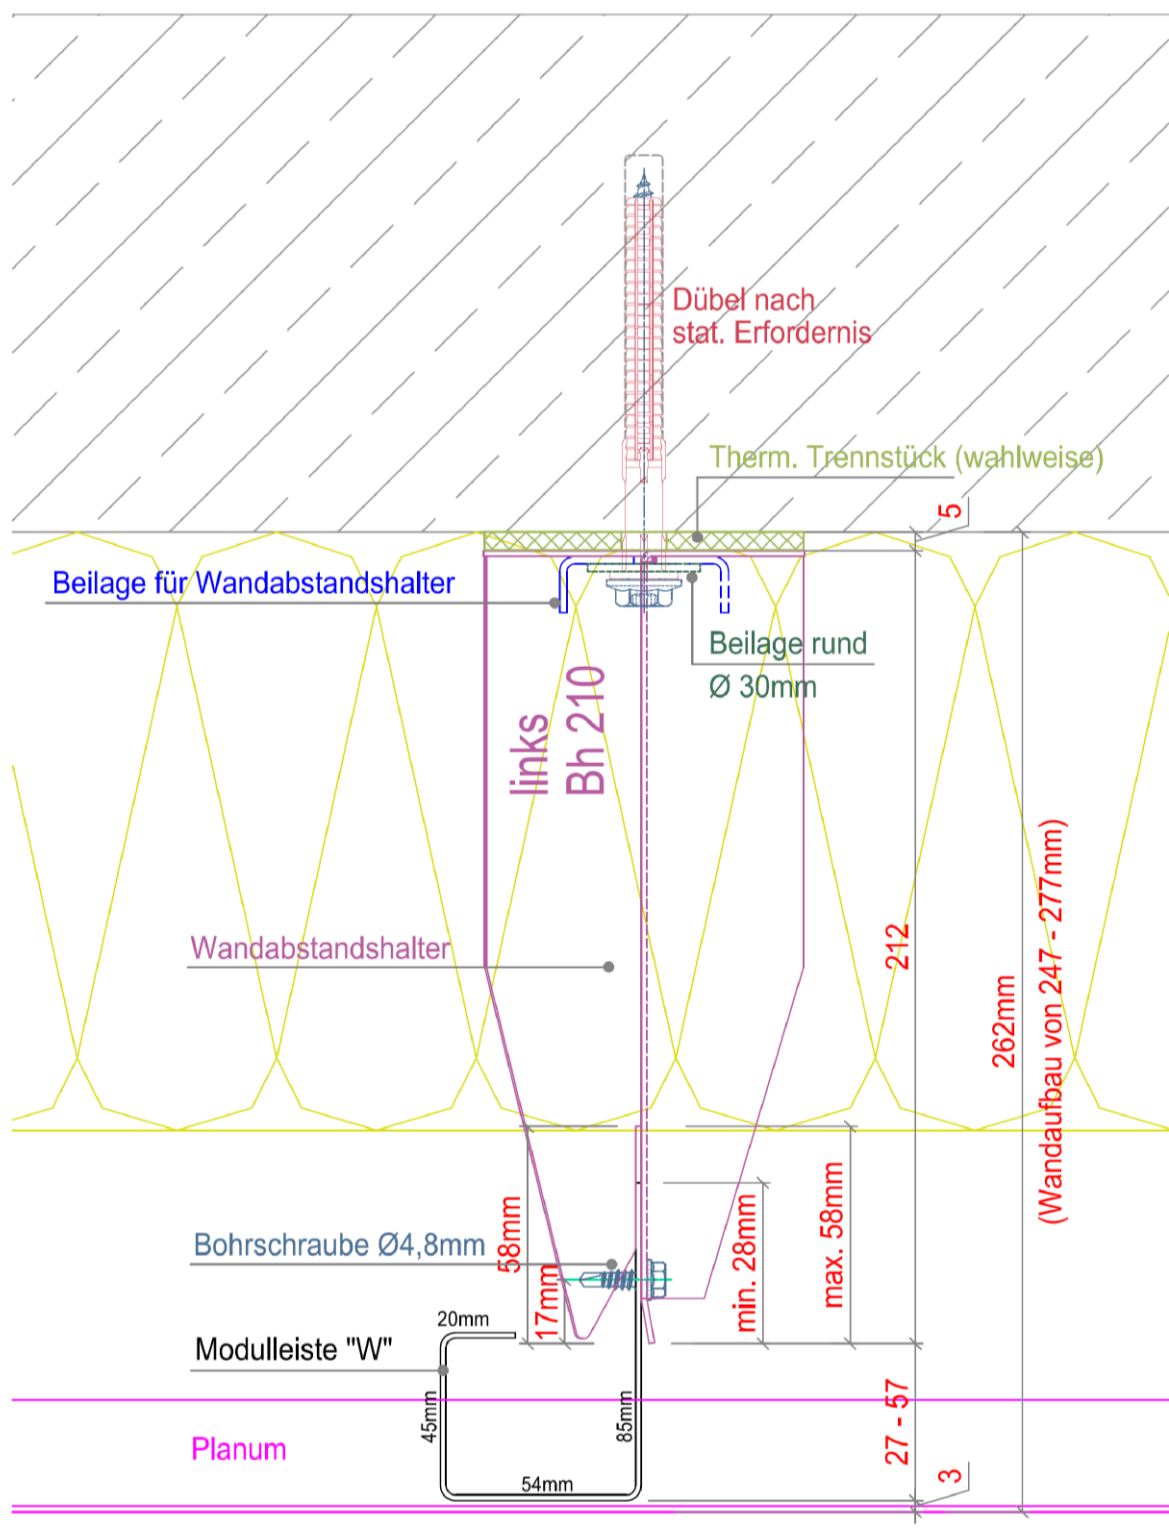 Dübel nach
stat. Erfordernis
Therm. Trennstück (wahlweise)
5
Beilage für Wandabstandshalter
Beilage rund
Ø 30mm
links
Bh 210
Wandabstandshalter
212
262mm
(Wandaufbau von 247 - 277mm)
58mm
Bohrschraube Ø4,8mm
17mm
min. 28mm
max. 58mm
20mm
Modulleiste "W"
45mm
85mm
27 - 57
Planum
54mm
3